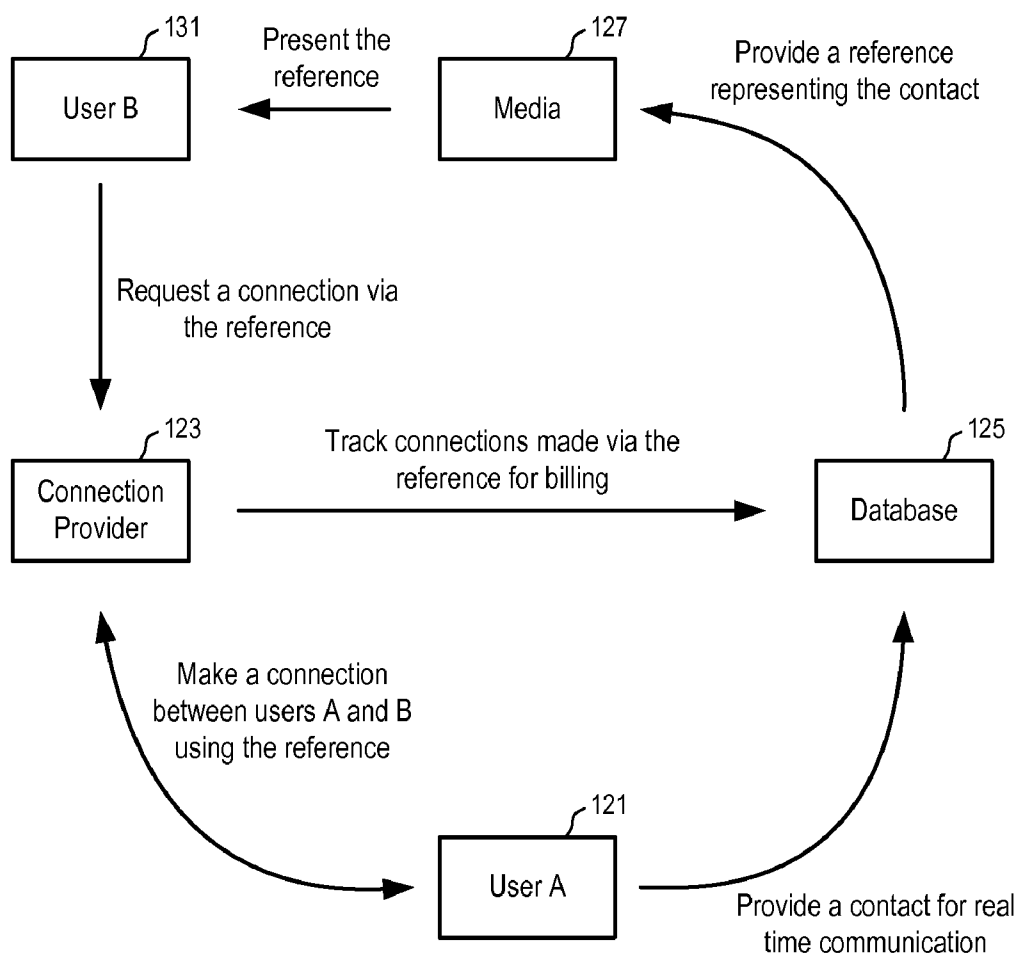 131
User B
Present the
reference
127
Media
Provide a reference
representing the contact
Request a connection via
the reference
123
Connection
Provider
Track connections made via the
reference for billing
125
Database
Make a connection
between users A and B
using the reference
121
User A
Provide a contact for real
time communication